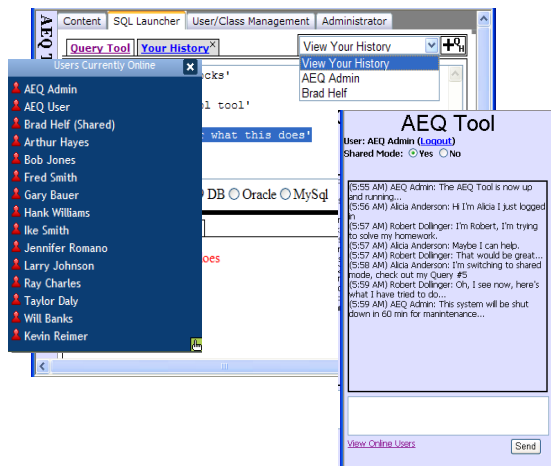 Content SQL Launcher User/Class Management Administrator
AEQ T
Query Tool Your History X
View Your History
+QH
View Your History
AEQ Admin
Brad Helf
cks'
l tool'
what this does'
DB Oracle MySql
oes
Users Currently Online X
AEQ Admin
AEQ User
Brad Helf (Shared)
Arthur Hayes
Bob Jones
Fred Smith
Gary Bauer
Hank Williams
Ike Smith
Jennifer Romano
Larry Johnson
Ray Charles
Taylor Daly
Will Banks
Kevin Reimer
AEQ Tool
User: AEQ Admin (Logout)
Shared Mode: Yes No
(5:55 AM) AEQ Admin: The AEQ Tool is now up
and running...
(5:56 AM) Alicia Anderson: Hi I'm Alicia I just logged
in
(5:57 AM) Robert Dollinger: I'm Robert, I'm trying
to solve my homework.
(5:57 AM) Alicia Anderson: Maybe I can help.
(5:57 AM) Robert Dollinger: That would be great...
(5:58 AM) Alicia Anderson: I'm switching to shared
mode, check out my Query #5
(5:59 AM) Robert Dollinger: Oh, I see now, here's
what I have tried to do...
(5:59 AM) AEQ Admin: This system will be shut
down in 60 min for manintenance...
View Online Users
Send